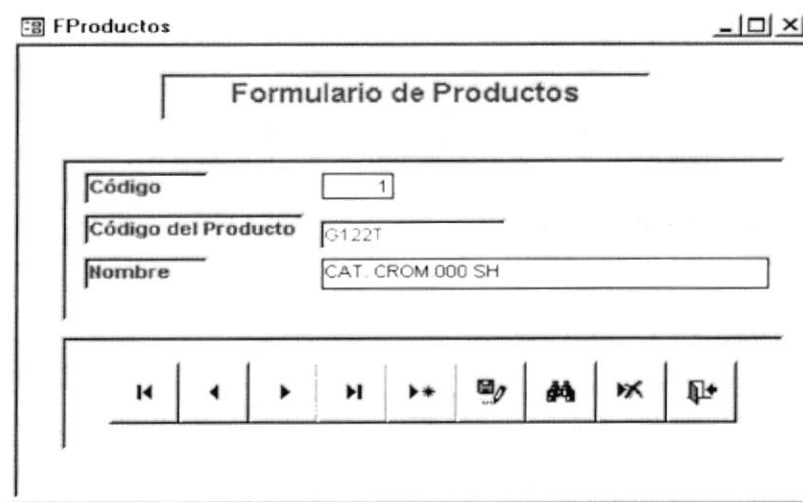 FProductos
Formulario de Productos
Código 1
Código del Producto G122T
Nombre CAT. CROM 000 SH